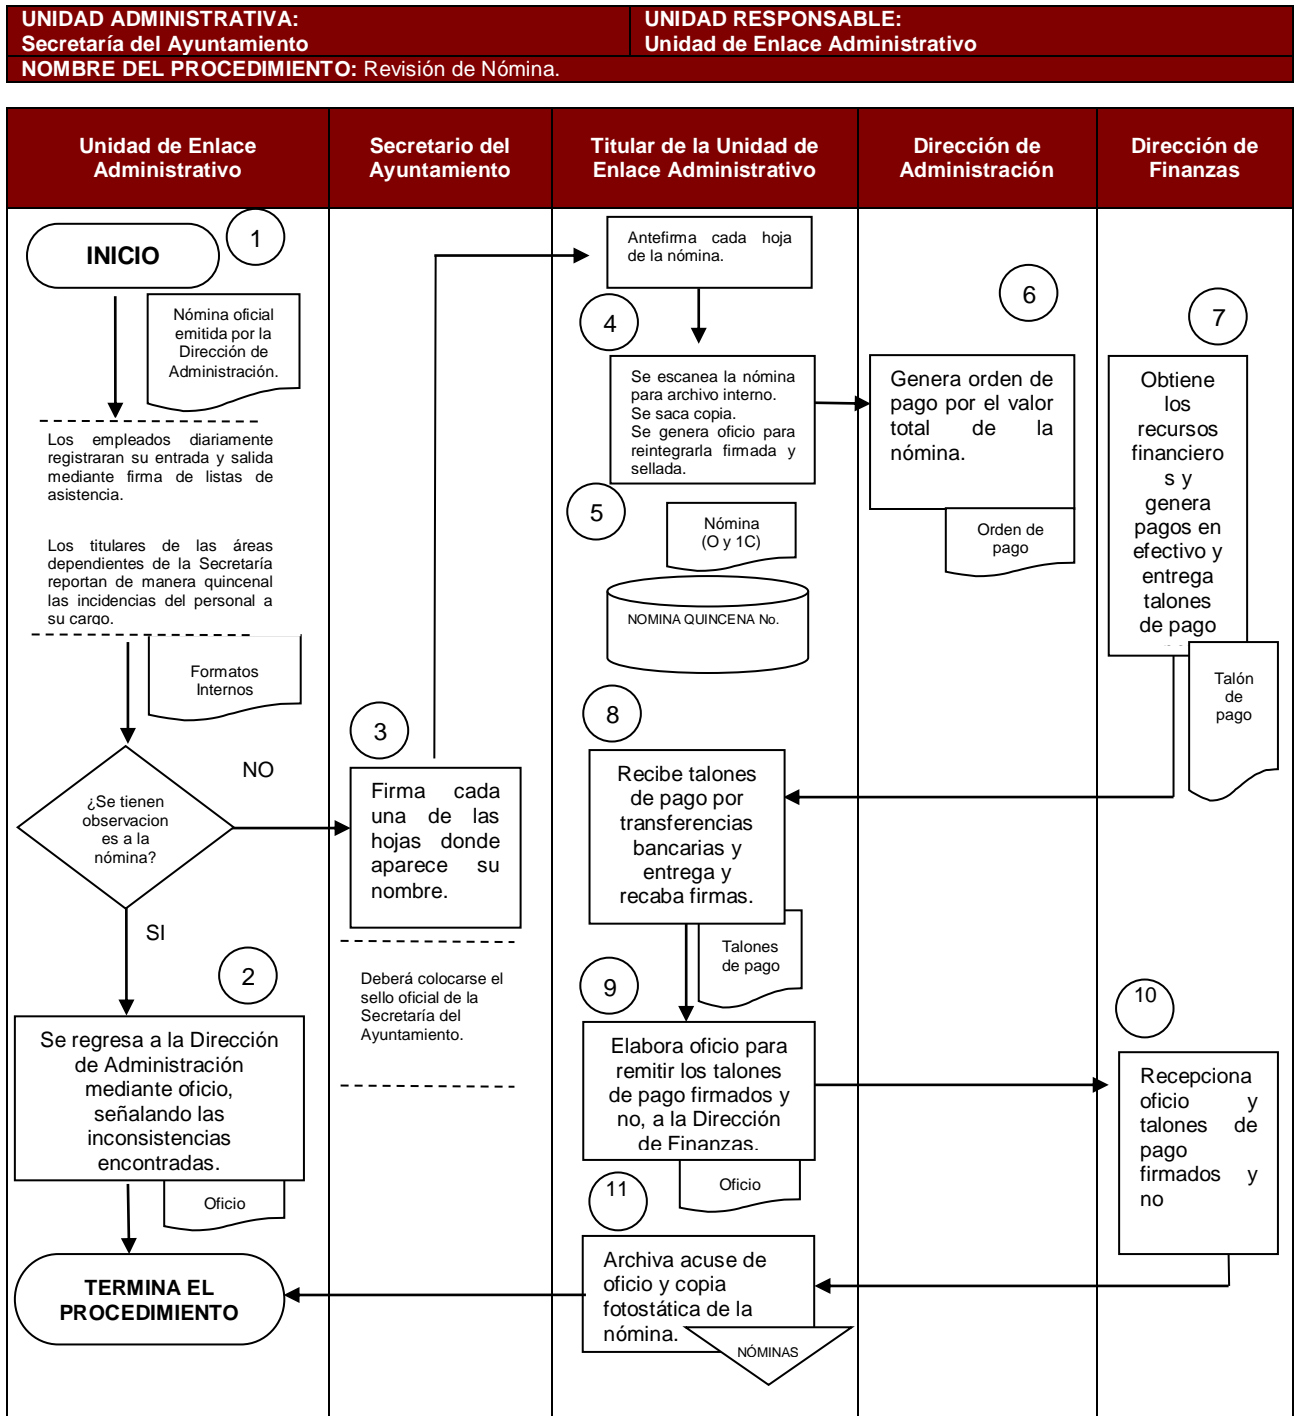 UNIDAD ADMINISTRATIVA:
Secretaría del Ayuntamiento
UNIDAD RESPONSABLE:
Unidad de Enlace Administrativo
NOMBRE DEL PROCEDIMIENTO: Revisión de Nómina.
Unidad de Enlace
Administrativo
Secretario del
Ayuntamiento
Titular de la Unidad de
Enlace Administrativo
Dirección de
Administración
Dirección de
Finanzas
INICIO
1
Nómina oficial
emitida por la
Dirección de
Administración.
Los empleados diariamente
registraran su entrada y salida
mediante firma de listas de
asistencia.
Los titulares de las áreas
dependientes de la Secretaría
reportan de manera quincenal
las incidencias del personal a
su cargo.
Formatos
Internos
¿Se tienen
observacion
es a la
nómina?
NO
SI
2
Se regresa a la Dirección
de Administración
mediante oficio,
señalando las
inconsistencias
encontradas.
Oficio
TERMINA EL
PROCEDIMIENTO
3
Firma cada
una de las
hojas donde
aparece su
nombre.
Deberá colocarse el
sello oficial de la
Secretaría del
Ayuntamiento.
Antefirma cada hoja
de la nómina.
4
Se escanea la nómina
para archivo interno.
Se saca copia.
Se genera oficio para
reintegrarla firmada y
sellada.
5
Nómina
(O y 1C)
NOMINA QUINCENA No.
6
Genera orden de
pago por el valor
total de la
nómina.
Orden de
pago
7
Obtiene
los
recursos
financiero
s y
genera
pagos en
efectivo y
entrega
talones
de pago
Talón
de
pago
8
Recibe talones
de pago por
transferencias
bancarias y
entrega y
recaba firmas.
Talones
de pago
9
Elabora oficio para
remitir los talones
de pago firmados y
no, a la Dirección
de Finanzas.
Oficio
10
Recepciona
oficio y
talones de
pago
firmados y
no
11
Archiva acuse de
oficio y copia
fotostática de la
nómina.
NÓMINAS